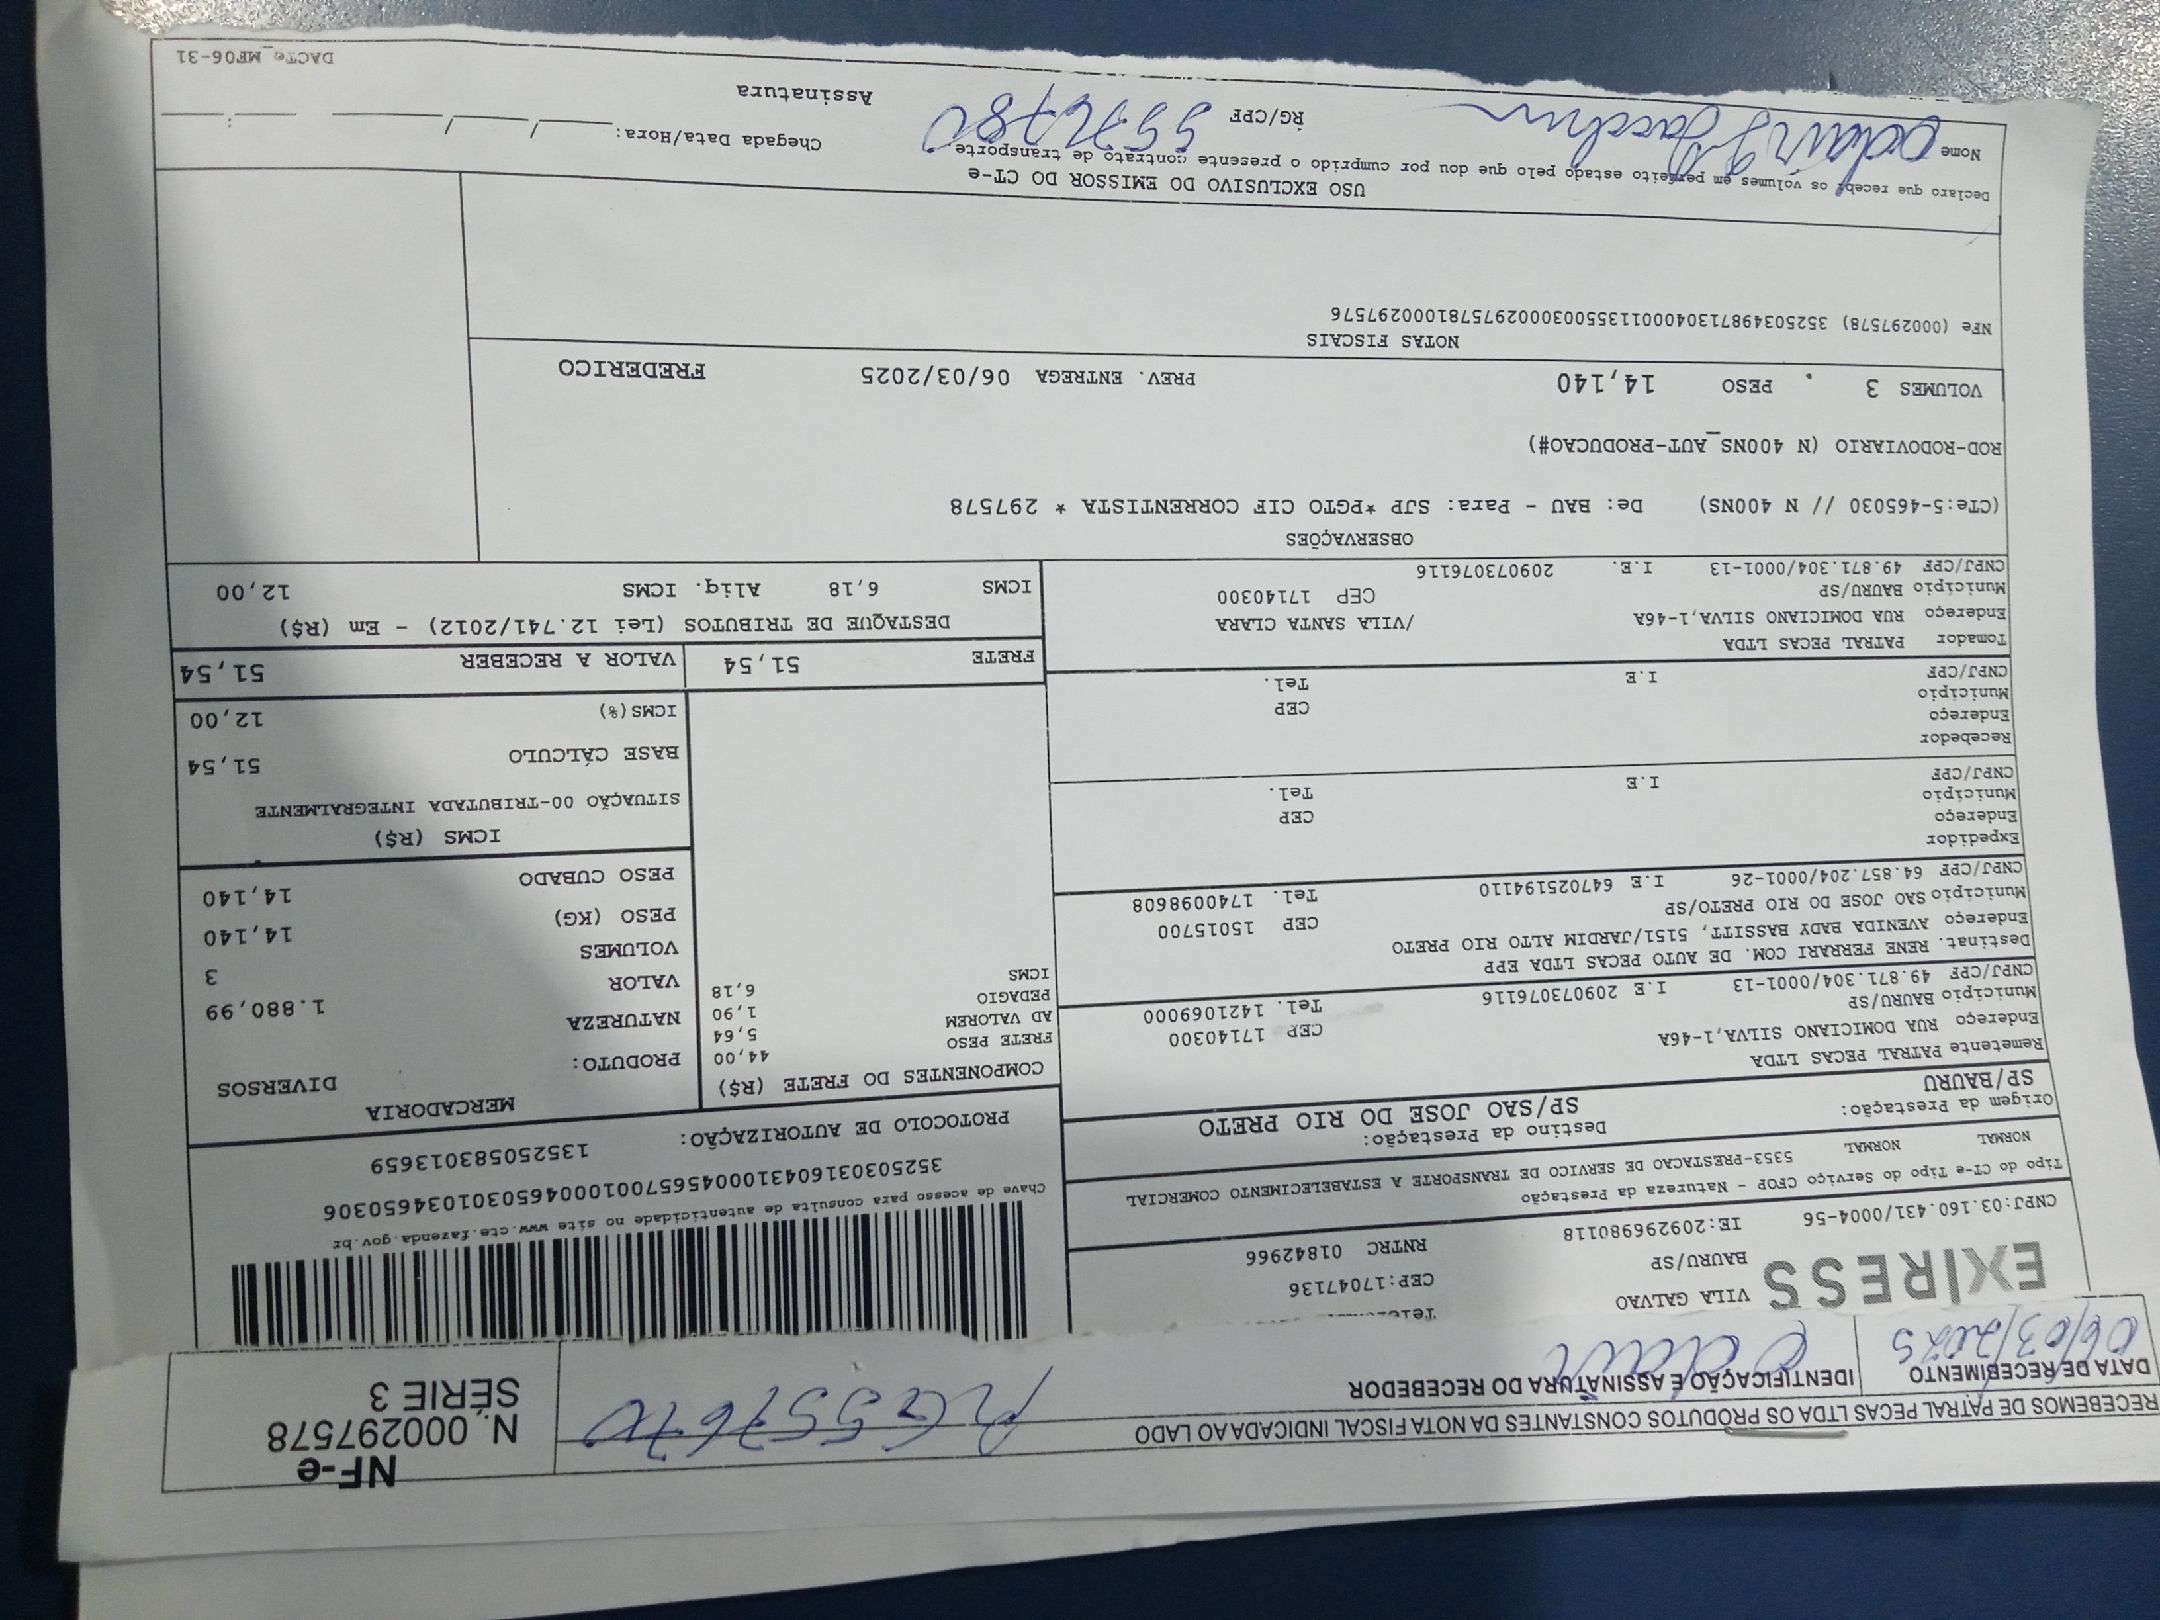 RECEBEMOS DE PATRAL PECAS LTDA OS PRODUTOS CONSTANTES DA NOTA FISCAL INDICADA AO LADO
DATA DE RECEBIMENTO
06/03/2025
IDENTIFICAÇÃO E ASSINATURA DO RECEBEDOR
Odair
NF-e
N. 000297578
SÉRIE 3
VILA GALVAO
BAURU/SP
CEP:17047136
CNPJ:03.160.431/0004-56 IE:209296980118 RNTRC 01842966
Tipo do CT-e Tipo do Serviço CFOP - Natureza da Prestação
NORMAL NORMAL 5353-PRESTACAO DE SERVICO DE TRANSPORTE A ESTABELECIMENTO COMERCIAL
Origem da Prestação: Destino da Prestação:
SP/BAURU SP/SAO JOSE DO RIO PRETO
Chave de acesso para consulta de autenticidade no site www.cte.fazenda.gov.br
35250303160431000456570010004650301034650306
PROTOCOLO DE AUTORIZAÇÃO: 135250583013659
Remetente PATRAL PECAS LTDA
Endereço RUA DOMICIANO SILVA,1-46A
Município BAURU/SP CEP 17140300
CNPJ/CPF 49.871.304/0001-13 I.E 209073076116 Tel. 1421069000
Destinat. RENE FERRARI COM. DE AUTO PECAS LTDA EPP
Endereço AVENIDA BADY BASSITT, 5151/JARDIM ALTO RIO PRETO
Município SAO JOSE DO RIO PRETO/SP CEP 15015700
CNPJ/CPF 64.857.204/0001-26 I.E 647025194110 Tel. 1740098608
Expedidor
Endereço
Município CEP
CNPJ/CPF I.E Tel.
Recebedor
Endereço
Município CEP
CNPJ/CPF I.E Tel.
Tomador PATRAL PECAS LTDA
Endereço RUA DOMICIANO SILVA,1-46A /VILA SANTA CLARA
Município BAURU/SP CEP 17140300
CNPJ/CPF 49.871.304/0001-13 I.E. 209073076116
COMPONENTES DO FRETE (R$)
FRETE PESO 44,00
AD VALOREM 5,64
PEDAGIO 1,90
ICMS 6,18
MERCADORIA
PRODUTO: DIVERSOS
NATUREZA
VALOR 1.880,99
VOLUMES 3
PESO (KG) 14,140
PESO CUBADO 14,140
ICMS (R$)
SITUAÇÃO 00-TRIBUTADA INTEGRALMENTE
BASE CÁLCULO 51,54
ICMS(%) 12,00
FRETE 51,54 VALOR A RECEBER 51,54
DESTAQUE DE TRIBUTOS (Lei 12.741/2012) - Em (R$)
ICMS 6,18 Aliq. ICMS 12,00
OBSERVAÇÕES
(CTe:5-465030 // N 400NS) De: BAU - Para: SJP *PGTO CIF CORRENTISTA * 297578
ROD-RODOVIARIO (N 400NS_AUT-PRODUCAO#)
VOLUMES 3 . PESO 14,140 PREV. ENTREGA 06/03/2025 FREDERICO
NOTAS FISCAIS
NFe (000297578) 35250349871304000113550030002975781000297576
USO EXCLUSIVO DO EMISSOR DO CT-e
Declaro que recebi os volumes em perfeito estado pelo que dou por cumprido o presente contrato de transporte
Nome RG/CPF
Assinatura
Chegada Data/Hora: ____/____/____ ____:____
DACTe_MF06-31